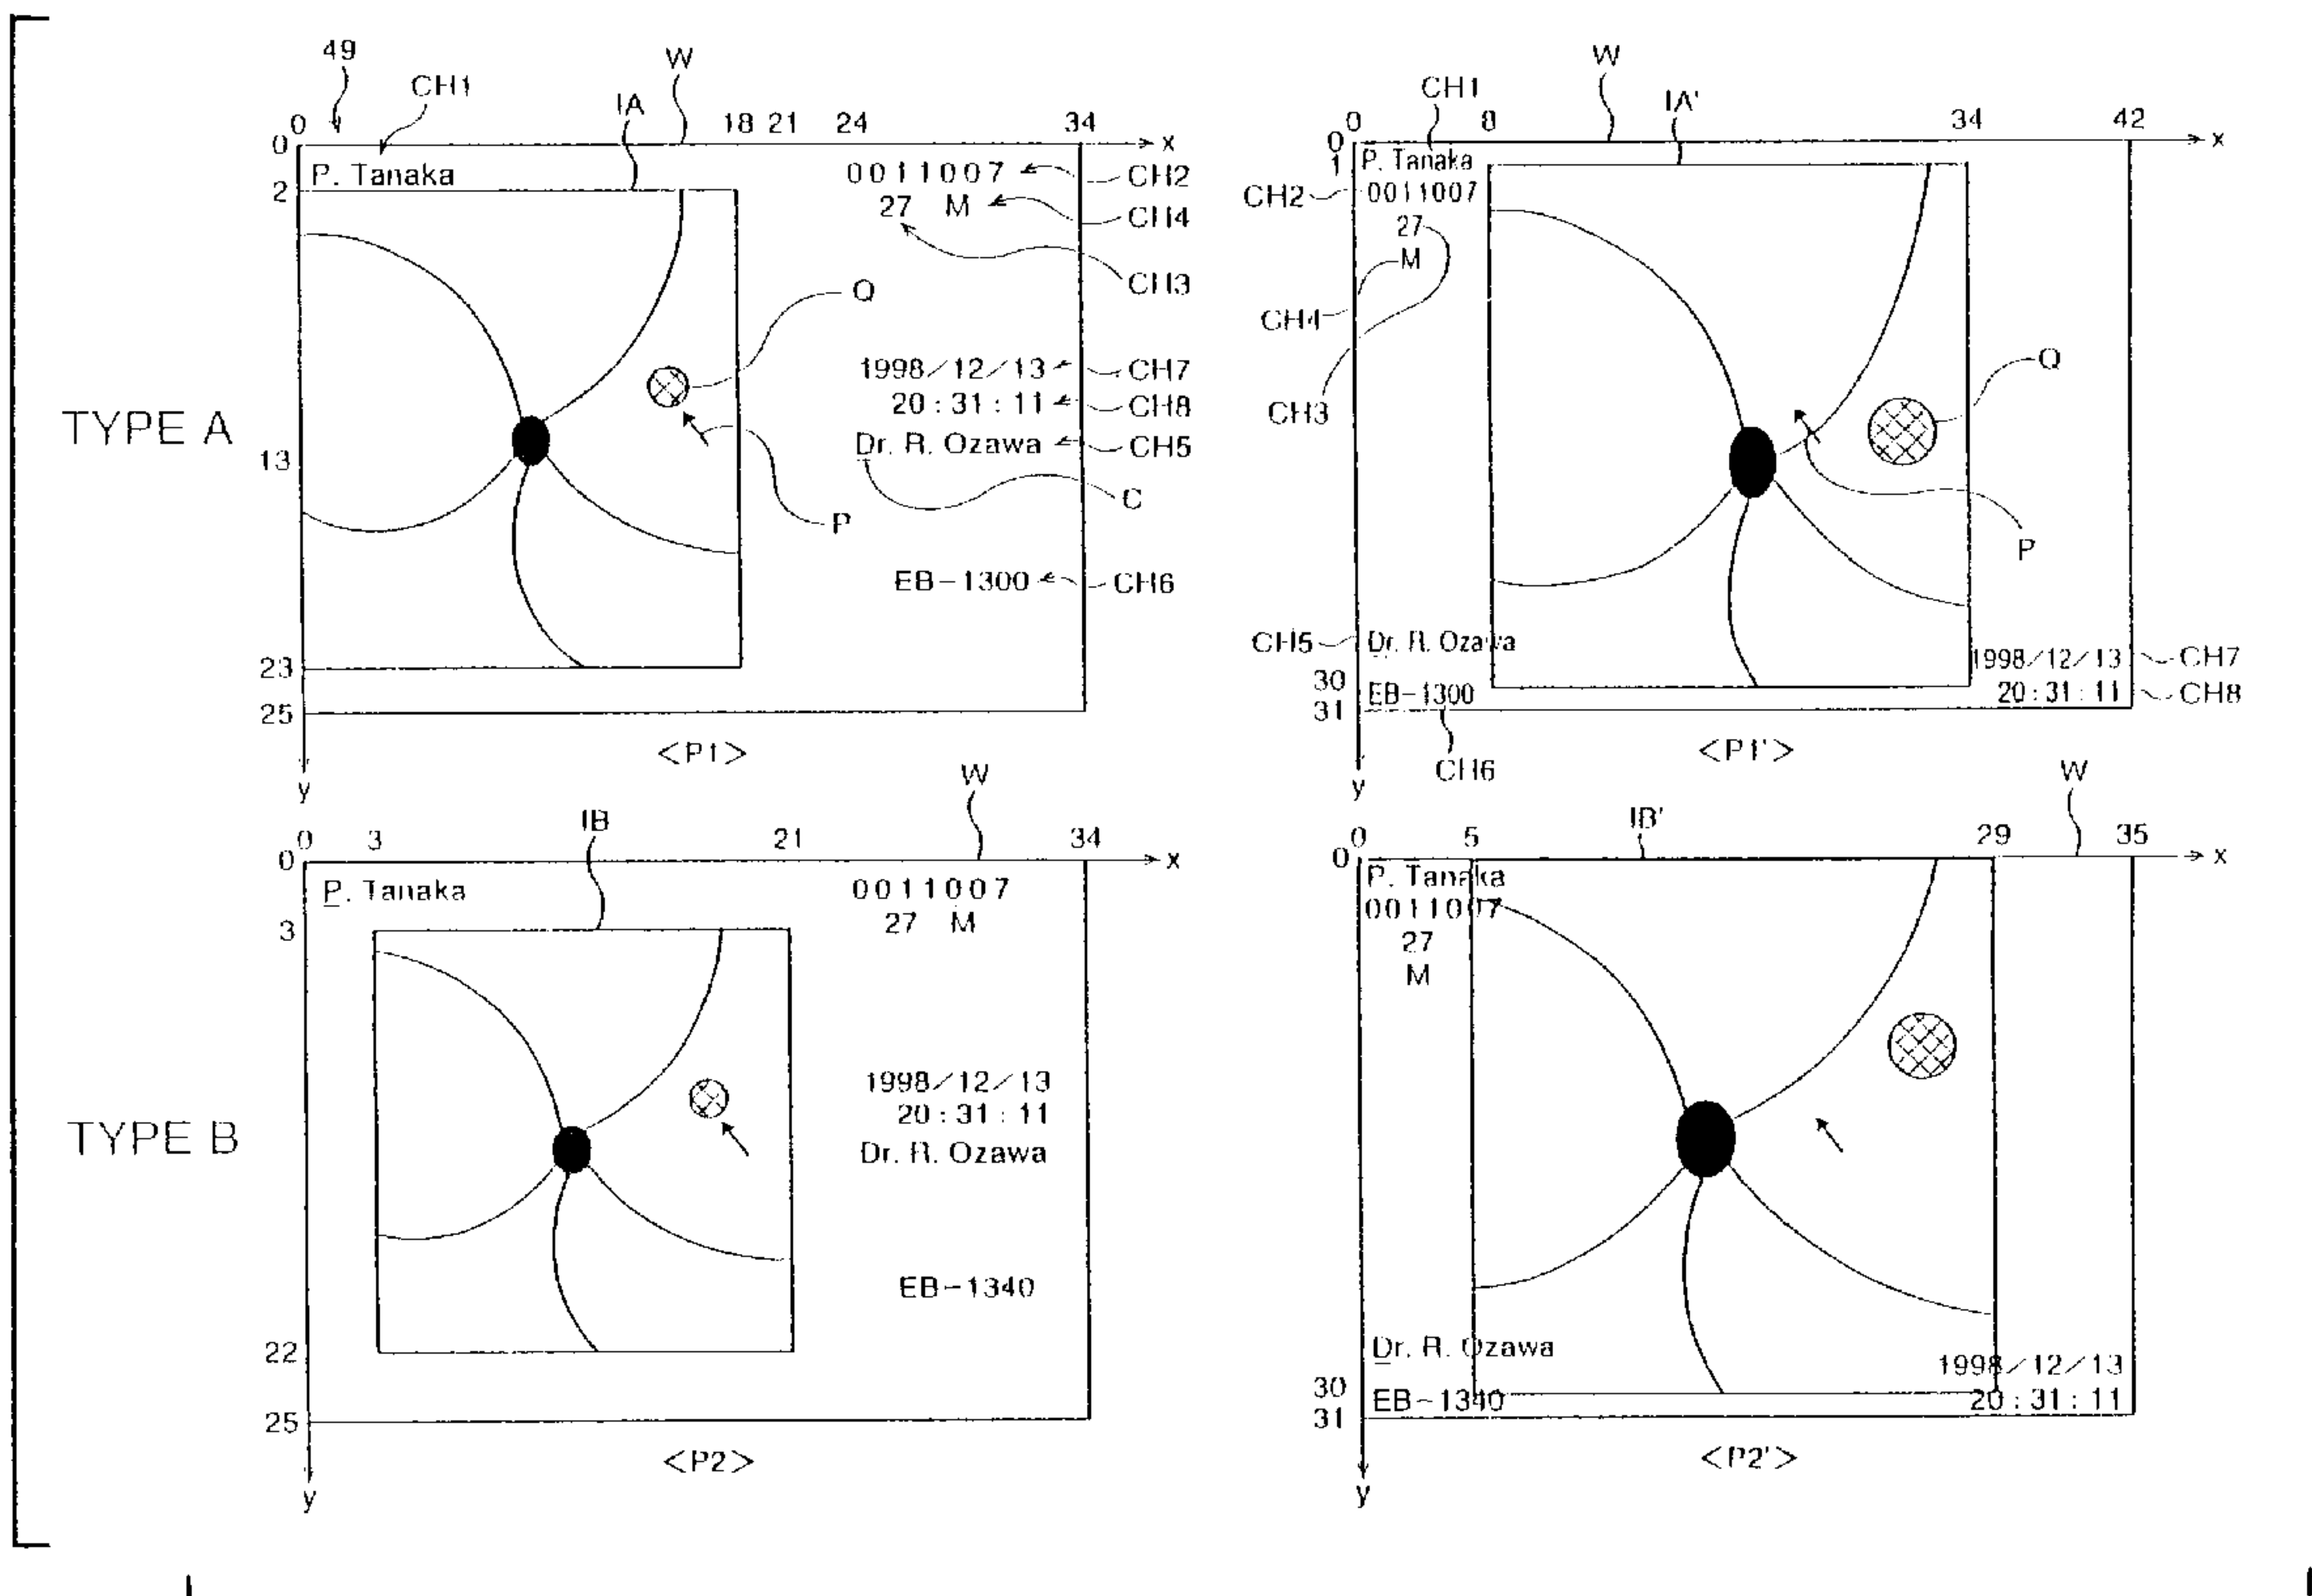 TYPE A
49
CH1
IA
W
0 18 21 24 34 x
0
P. Tanaka
0011007
CH2
2
27 M
CH4
CH3
Q
1998/12/13
CH7
20:31:11
CH8
Dr. R. Ozawa
CH5
13
C
P
EB-1300
CH6
23
25
<P1>
y
W
CH1
IA'
0 8 34 42 x
0
1
P. Tanaka
CH2
0011007
27
M
CH4
CH3
Q
P
CH5
Dr. R. Ozawa
1998/12/13
CH7
30
EB-1300
20:31:11
CH8
31
<P1'>
CH6
y
TYPE B
IB
W
0 3 21 34 x
0
P. Tanaka
0011007
3
27 M
1998/12/13
20:31:11
Dr. R. Ozawa
EB-1340
22
25
<P2>
y
IB'
W
0 5 29 35 x
0
P. Tanaka
0011007
27
M
Dr. R. Ozawa
1998/12/13
30
EB-1340
20:31:11
31
<P2'>
y